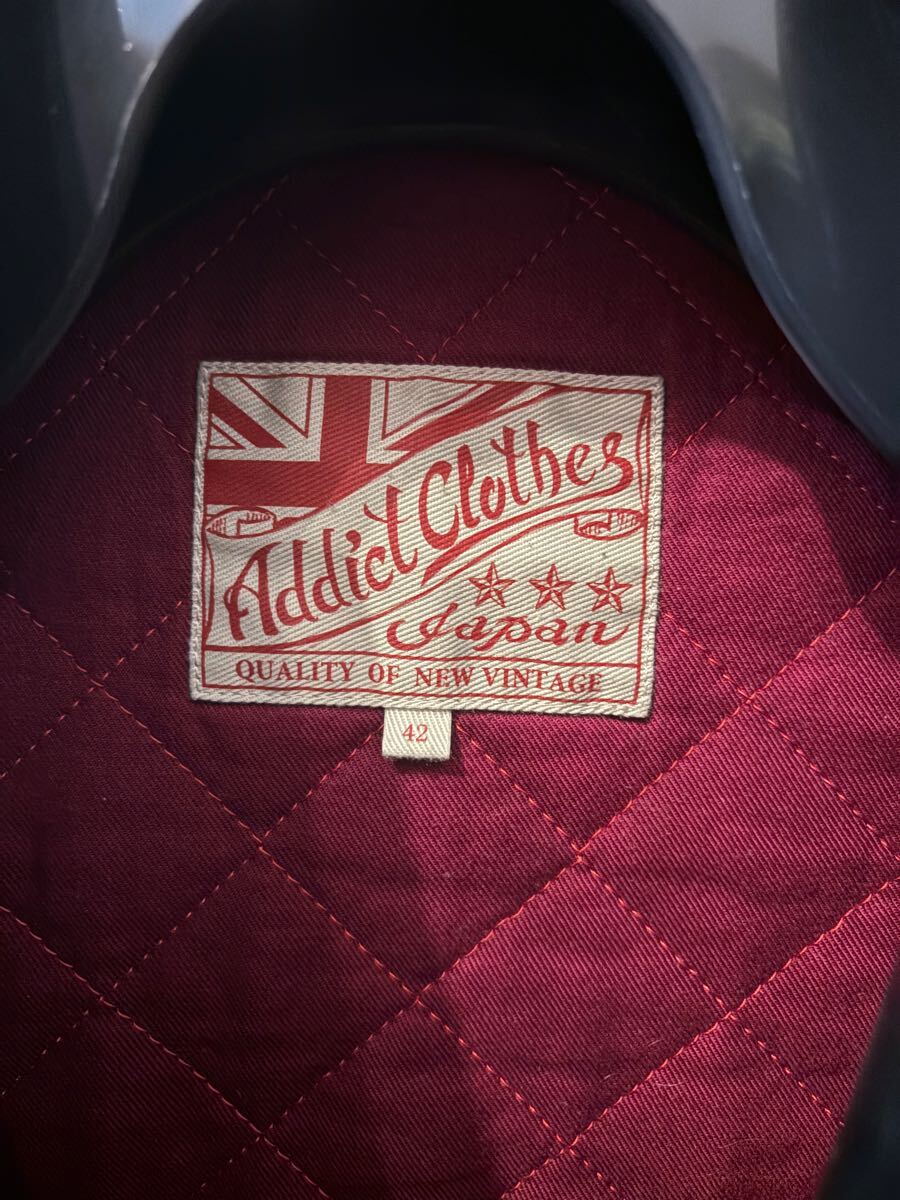 Addict Clothes
Japan
QUALITY OF NEW VINTAGE
42